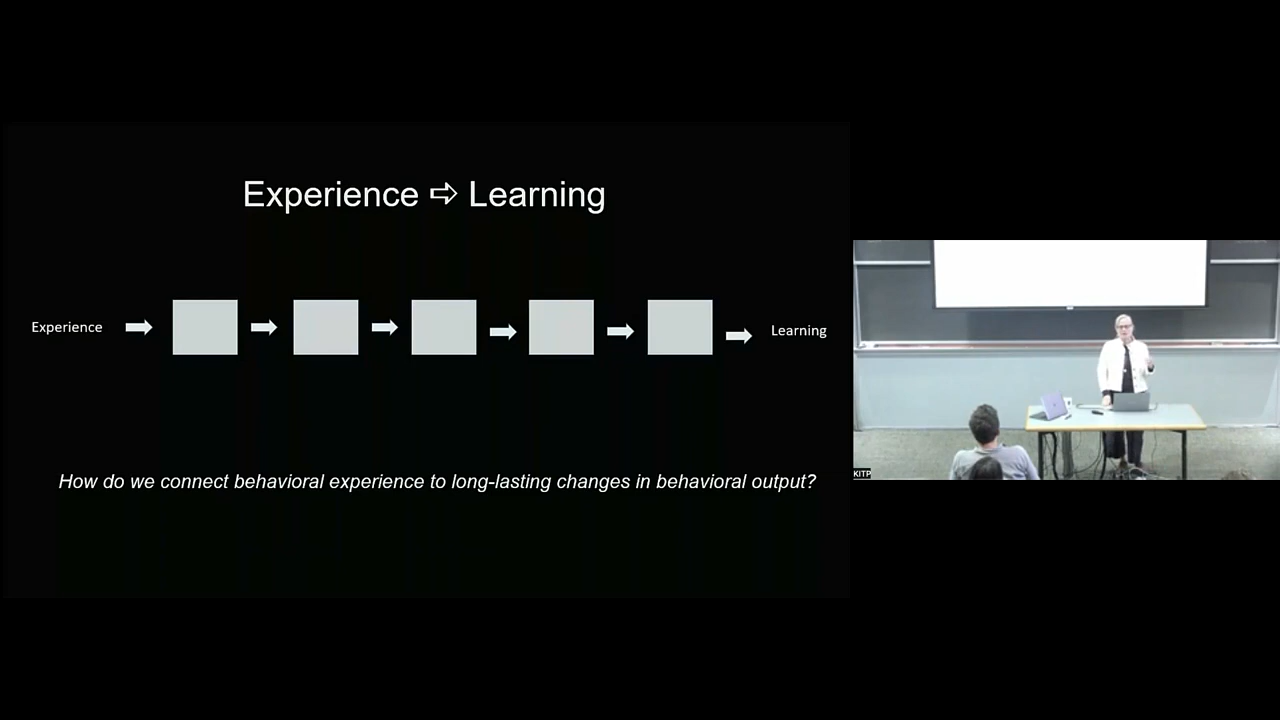 Experience ⇨ Learning
Experience
Learning
How do we connect behavioral experience to long-lasting changes in behavioral output?
KITP